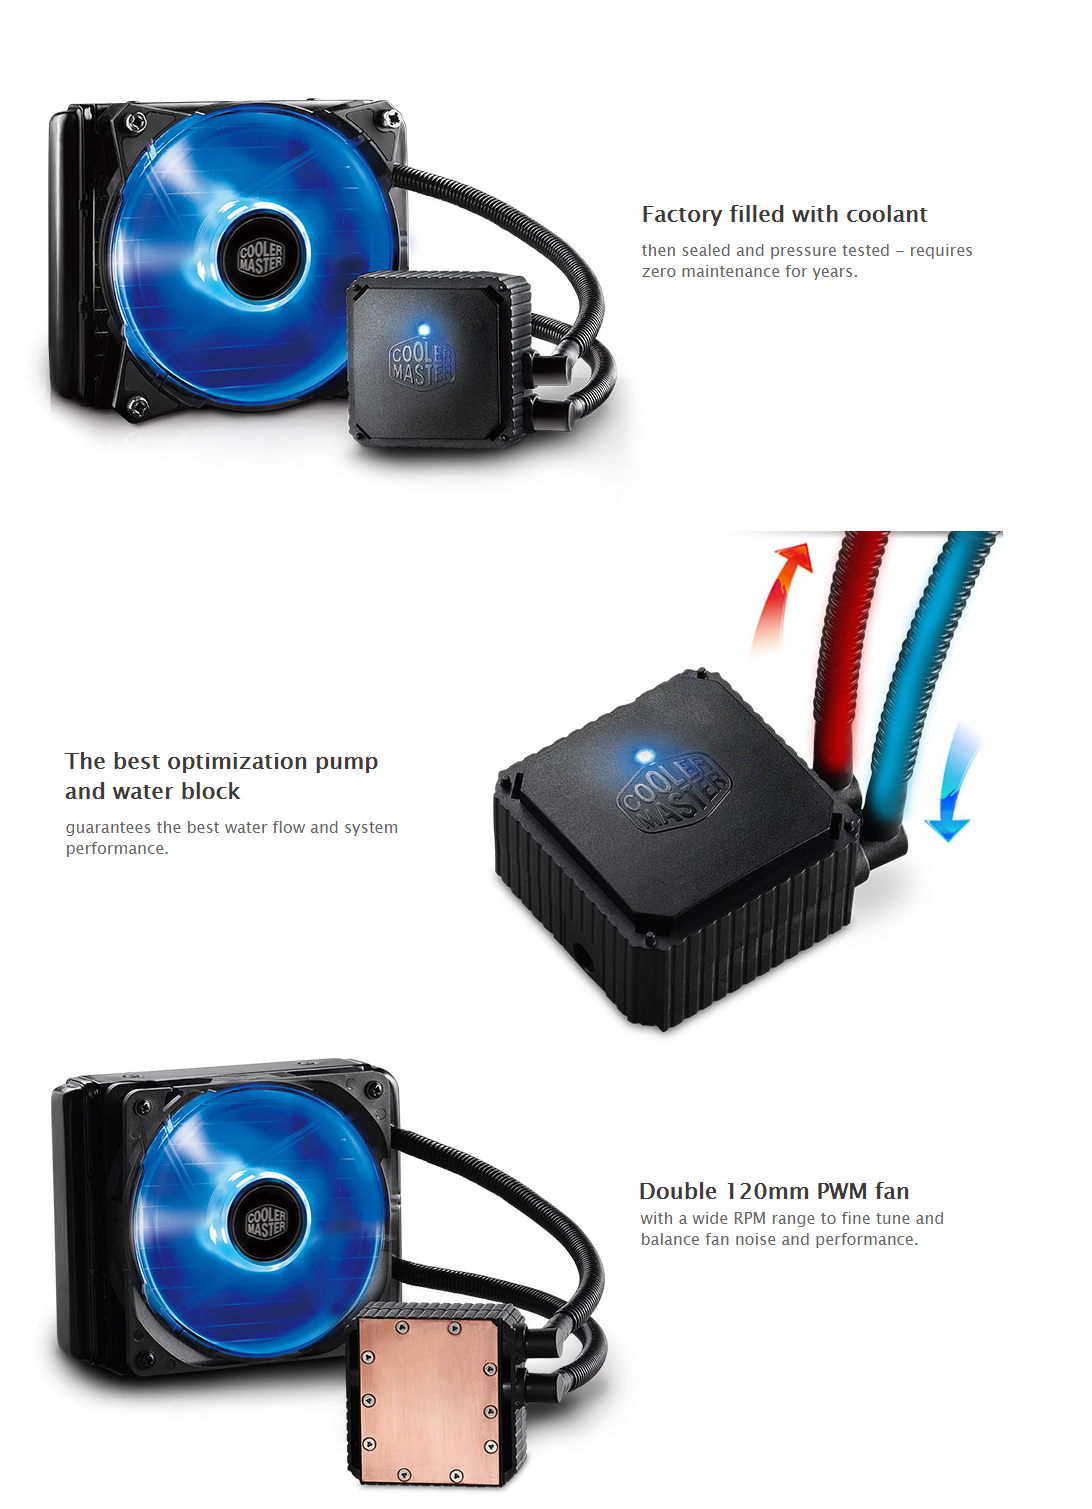 COOLER
MASTER
COOLER
MASTER
Factory filled with coolant
then sealed and pressure tested – requires
zero maintenance for years.
The best optimization pump
and water block
guarantees the best water flow and system
performance.
COOLER
MASTER
COOLER
MASTER
Double 120mm PWM fan
with a wide RPM range to fine tune and
balance fan noise and performance.